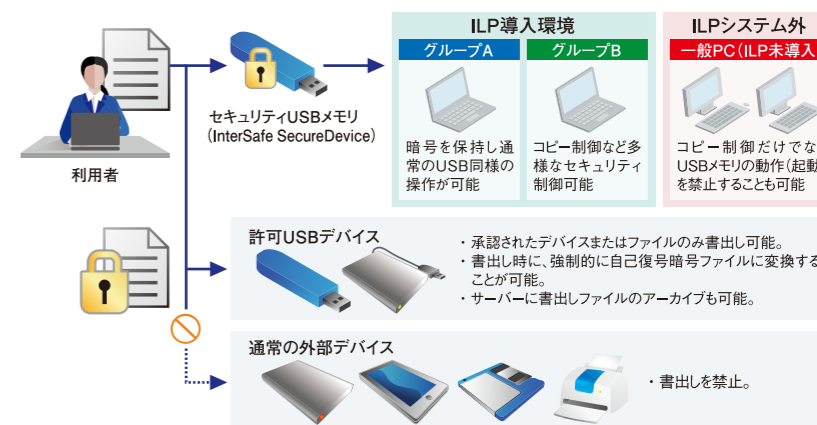 ILP導入環境
ILPシステム外
グループA
グループB
一般PC(ILP未導入
セキュリティUSBメモリ
(InterSafe SecureDevice)
利用者
暗号を保持し通
常のUSB同様の
操作が可能
コピー制御など多
様なセキュリティ
制御可能
コピー制御だけでな
USBメモリの動作(起動
を禁止することも可能
許可USBデバイス
・承認されたデバイスまたはファイルのみ書出し可能。
・書出し時に、強制的に自己復号暗号ファイルに変換する
ことが可能。
・サーバーに書出しファイルのアーカイブも可能。
通常の外部デバイス
・書出しを禁止。